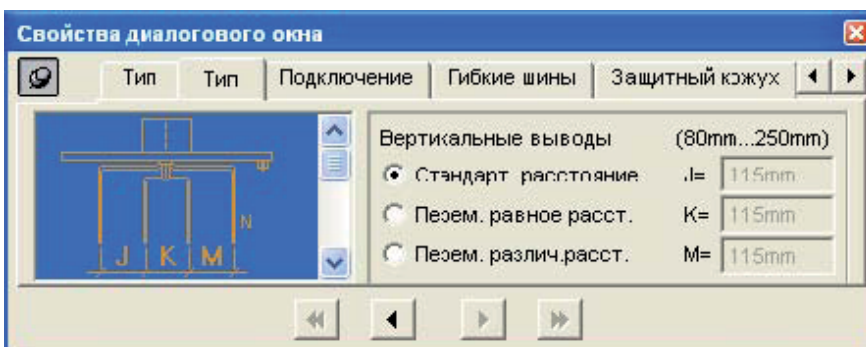 Свойства диалогового окна
Тип Тип Подключение Гибкие шины Защитный кожух
Вертикальные выводы (80mm...250mm)
Стандарт. расстояние J= 115mm
Перем. равное расст. K= 115mm
Перем. различ.расст. M= 115mm
N
J K M